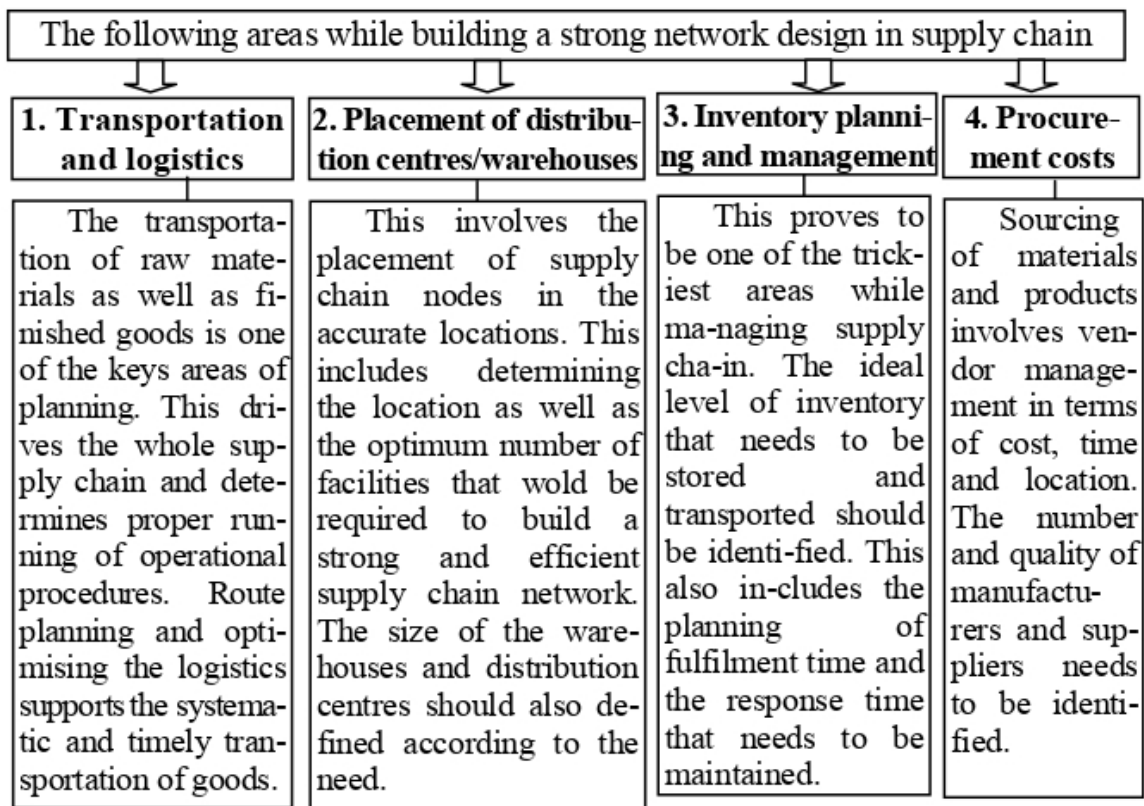 The following areas while building a strong network design in supply chain
1. Transportation
and logistics
The transporta-
tion of raw mate-
rials as well as fi-
nished goods is one
of the keys areas of
planning. This dri-
ves the whole sup-
ply chain and dete-
rmines proper run-
ning of operational
procedures. Route
planning and opti-
mising the logistics
supports the systema-
tic and timely tran-
sportation of goods.
2. Placement of distribu-
tion centres/warehouses
This involves the
placement of supply
chain nodes in the
accurate locations. This
includes determining
the location as well as
the optimum number of
facilities that wold be
required to build a
strong and efficient
supply chain network.
The size of the ware-
houses and distribution
centres should also de-
fined according to the
need.
3. Inventory planni-
ng and management
This proves to
be one of the trick-
iest areas while
ma-naging supply
cha-in. The ideal
level of inventory
that needs to be
stored and
transported should
be identi-fied. This
also in-cludes the
planning of
fulfilment time and
the response time
that needs to be
maintained.
4. Procure-
ment costs
Sourcing
of materials
and products
involves ven-
dor manage-
ment in terms
of cost, time
and location.
The number
and quality of
manufactu-
rers and sup-
pliers needs
to be identi-
fied.